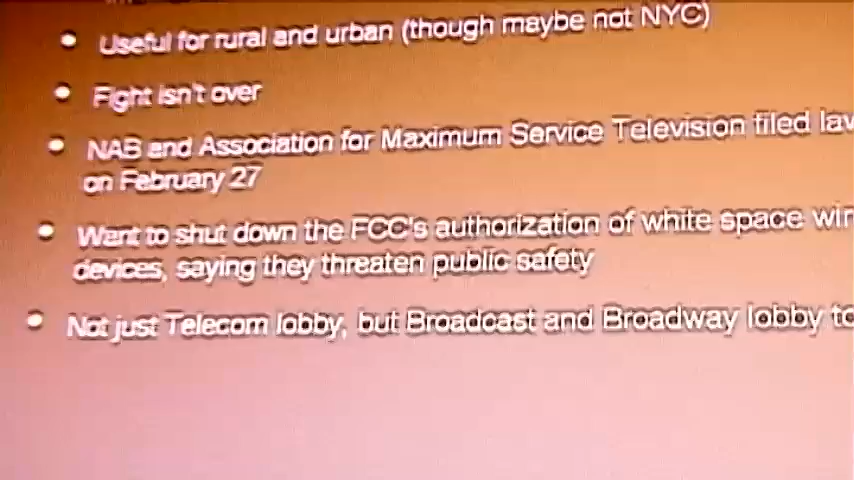 Useful for rural and urban (though maybe not NYC)
Fight isn't over
NAB and Association for Maximum Service Television filed
on February 27
Want to shut down the FCC's authorization of white space
devices, saying they threaten public safety
Not just Telecom lobby, but Broadcast and Broadway lobby